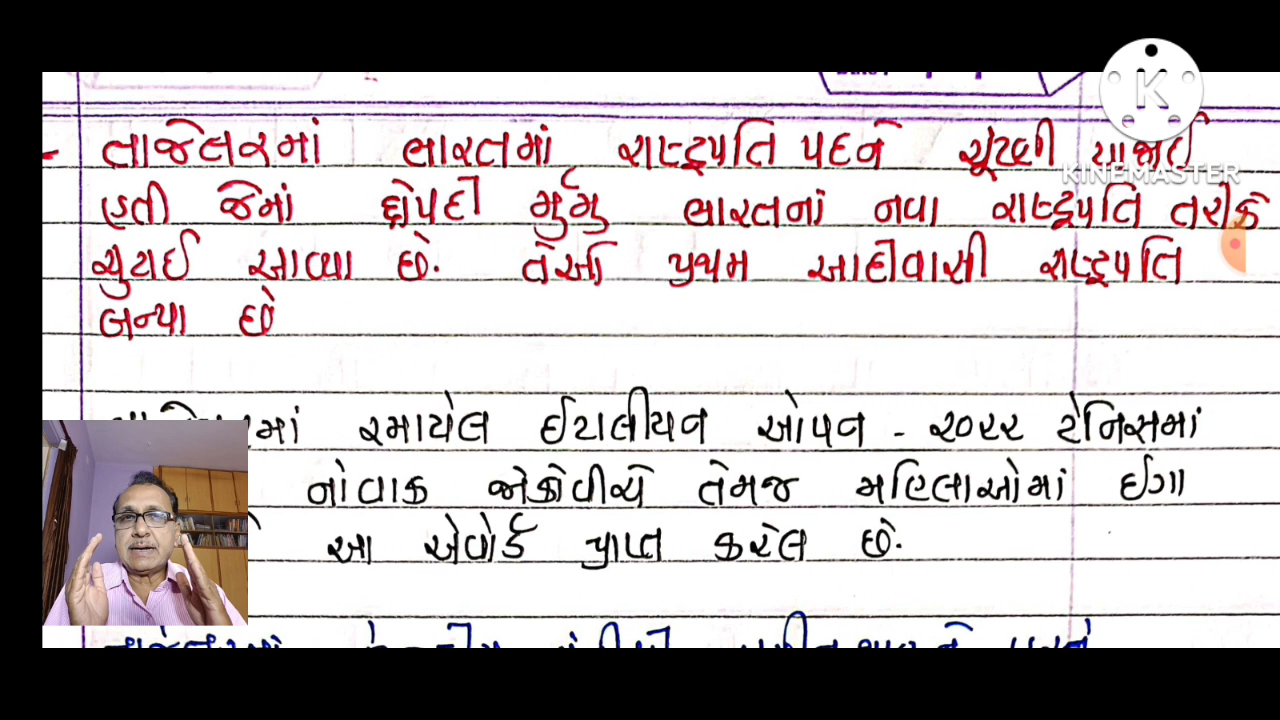 KINEMASTER
- તાજેતરમાં ભારતમાં રાષ્ટ્રપતિ પદને ચૂંટણી યોજાઈ
હતી જેમાં દ્રોપદી મુર્મુ ભારતનાં નવા રાષ્ટ્રપતિ તરીકે
ચુટાઈ આવ્યા છે. તેઓ પ્રથમ આદીવાસી રાષ્ટ્રપતિ
બન્યા છે
રમાયેલ ઈટાલીયન ઓપન - ૨૦૨૨ ટેનિસમાં
નોવાક જોકોવીચે તેમજ મહિલાઓમાં ઈગા
આ એવોર્ડ પ્રાપ્ત કરેલ છે.